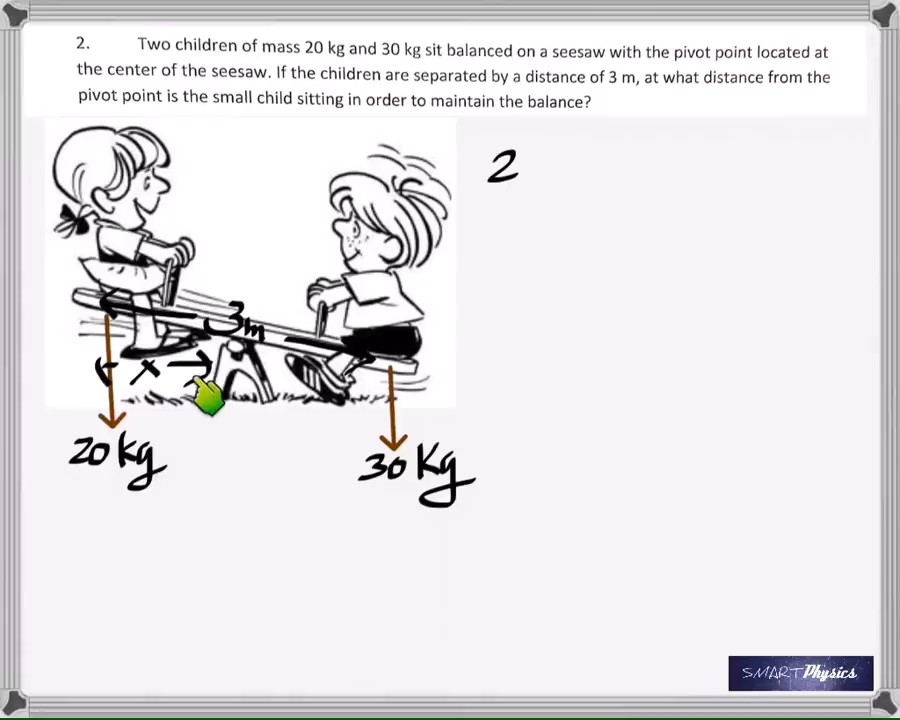 2. Two children of mass 20 kg and 30 kg sit balanced on a seesaw with the pivot point located at
the center of the seesaw. If the children are separated by a distance of 3 m, at what distance from the
pivot point is the small child sitting in order to maintain the balance?
2
3m
x
20 kg
30 Kg
SMART Physics